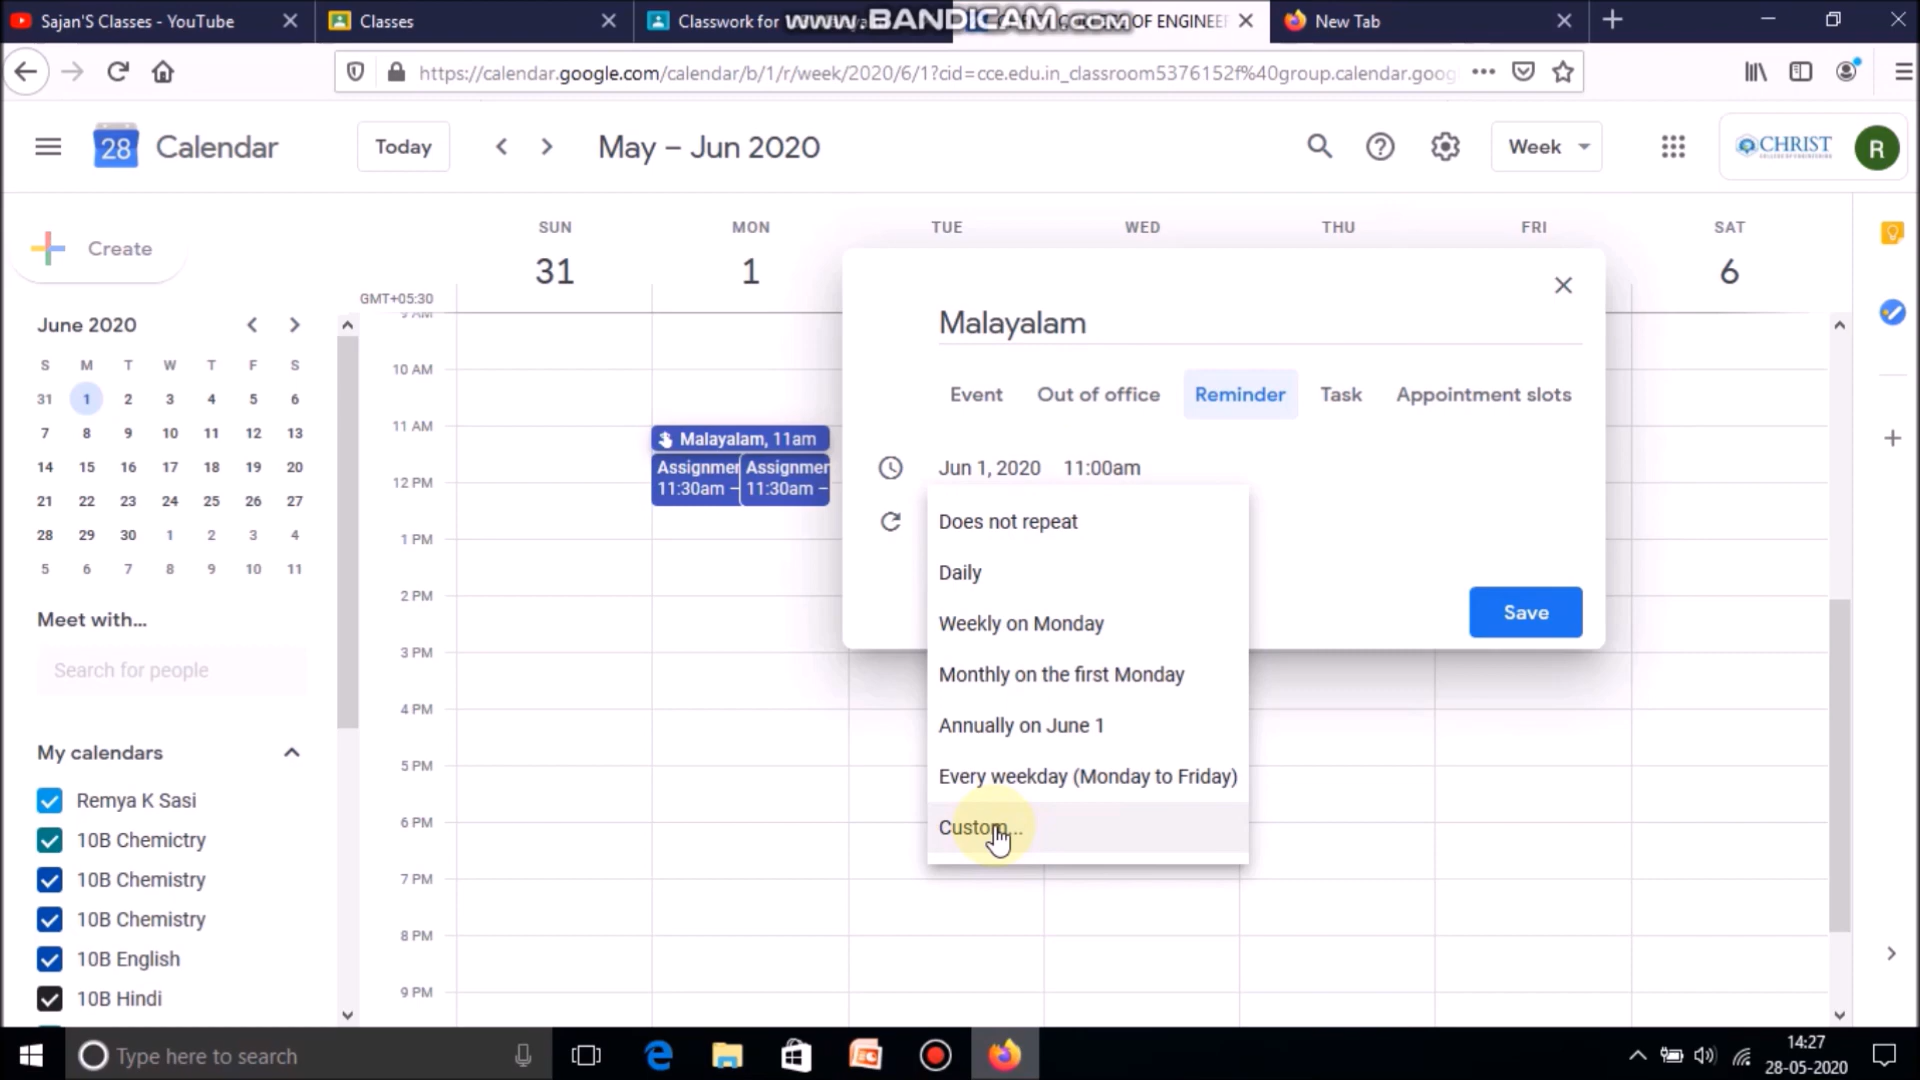 Sajan'S Classes - YouTube
Classes
Classwork for
OF ENGINEER
New Tab
www.BANDICAM.com
https://calendar.google.com/calendar/b/1/r/week/2020/6/1?cid=cce.edu.in_classroom5376152f%40group.calendar.goog
28 Calendar
Today
May – Jun 2020
Week
CHRIST
COLLEGE OF ENGINEERING
R
Create
SUN MON TUE WED THU FRI SAT
31 1 6
GMT+05:30
June 2020
S M T W T F S
31 1 2 3 4 5 6
7 8 9 10 11 12 13
14 15 16 17 18 19 20
21 22 23 24 25 26 27
28 29 30 1 2 3 4
5 6 7 8 9 10 11
Meet with...
Search for people
My calendars
Remya K Sasi
10B Chemictry
10B Chemistry
10B Chemistry
10B English
10B Hindi
9 AM
10 AM
11 AM
12 PM
1 PM
2 PM
3 PM
4 PM
5 PM
6 PM
7 PM
8 PM
9 PM
Malayalam, 11am
Assignmer
11:30am –
Assignmer
11:30am –
Malayalam
Event
Out of office
Reminder
Task
Appointment slots
Jun 1, 2020 11:00am
Does not repeat
Daily
Weekly on Monday
Monthly on the first Monday
Annually on June 1
Every weekday (Monday to Friday)
Custom...
Save
Type here to search
14:27
28-05-2020